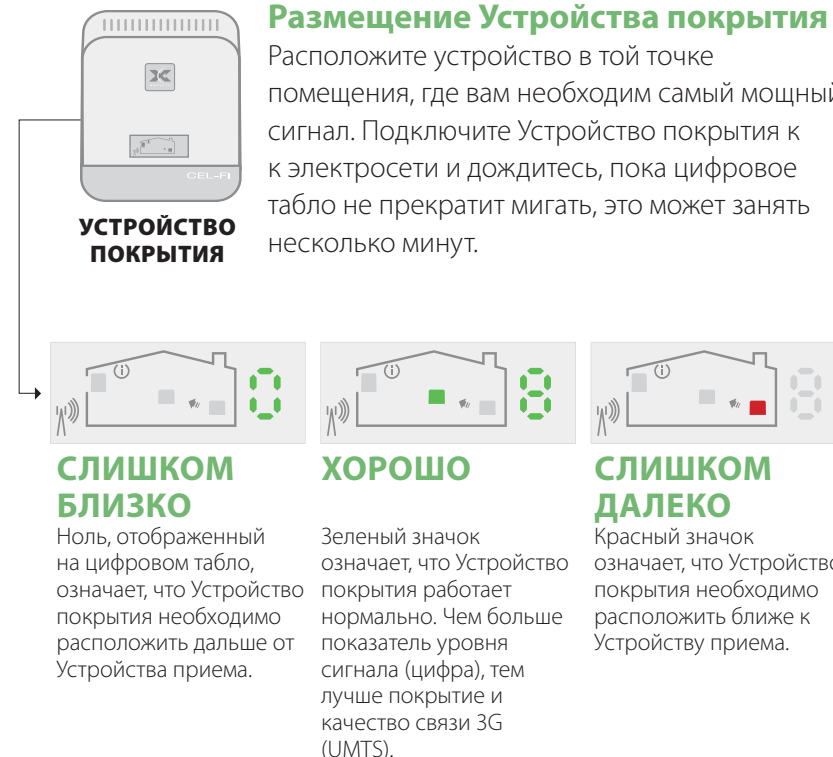 Размещение Устройства покрытия
Расположите устройство в той точке
помещения, где вам необходим самый мощный
сигнал. Подключите Устройство покрытия к
к электросети и дождитесь, пока цифровое
табло не прекратит мигать, это может занять
несколько минут.
CEL-FI
УСТРОЙСТВО
ПОКРЫТИЯ
0
8
СЛИШКОМ
БЛИЗКО
Ноль, отображенный
на цифровом табло,
означает, что Устройство
покрытия необходимо
расположить дальше от
Устройства приема.
ХОРОШО
Зеленый значок
означает, что Устройство
покрытия работает
нормально. Чем больше
показатель уровня
сигнала (цифра), тем
лучше покрытие и
качество связи 3G
(UMTS).
СЛИШКОМ
ДАЛЕКО
Красный значок
означает, что Устройство
покрытия необходимо
расположить ближе к
Устройству приема.